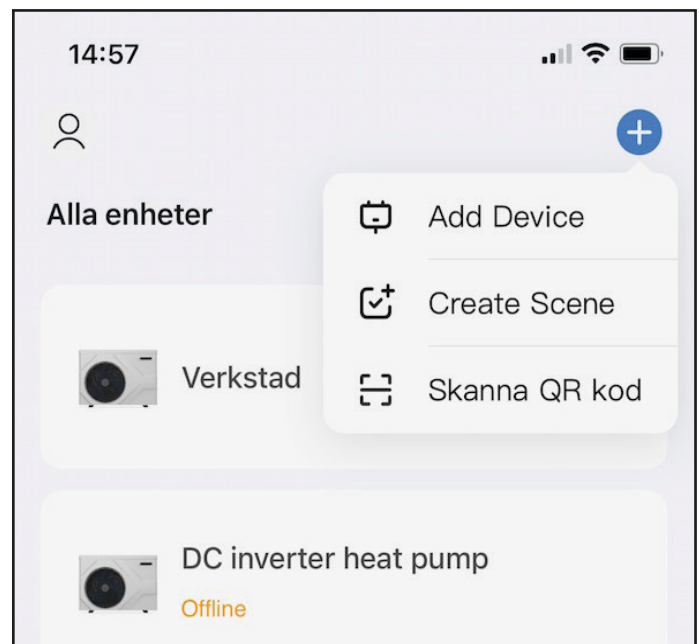 14:57
Alla enheter
Add Device
Create Scene
Verkstad
Skanna QR kod
DC inverter heat pump
Offline